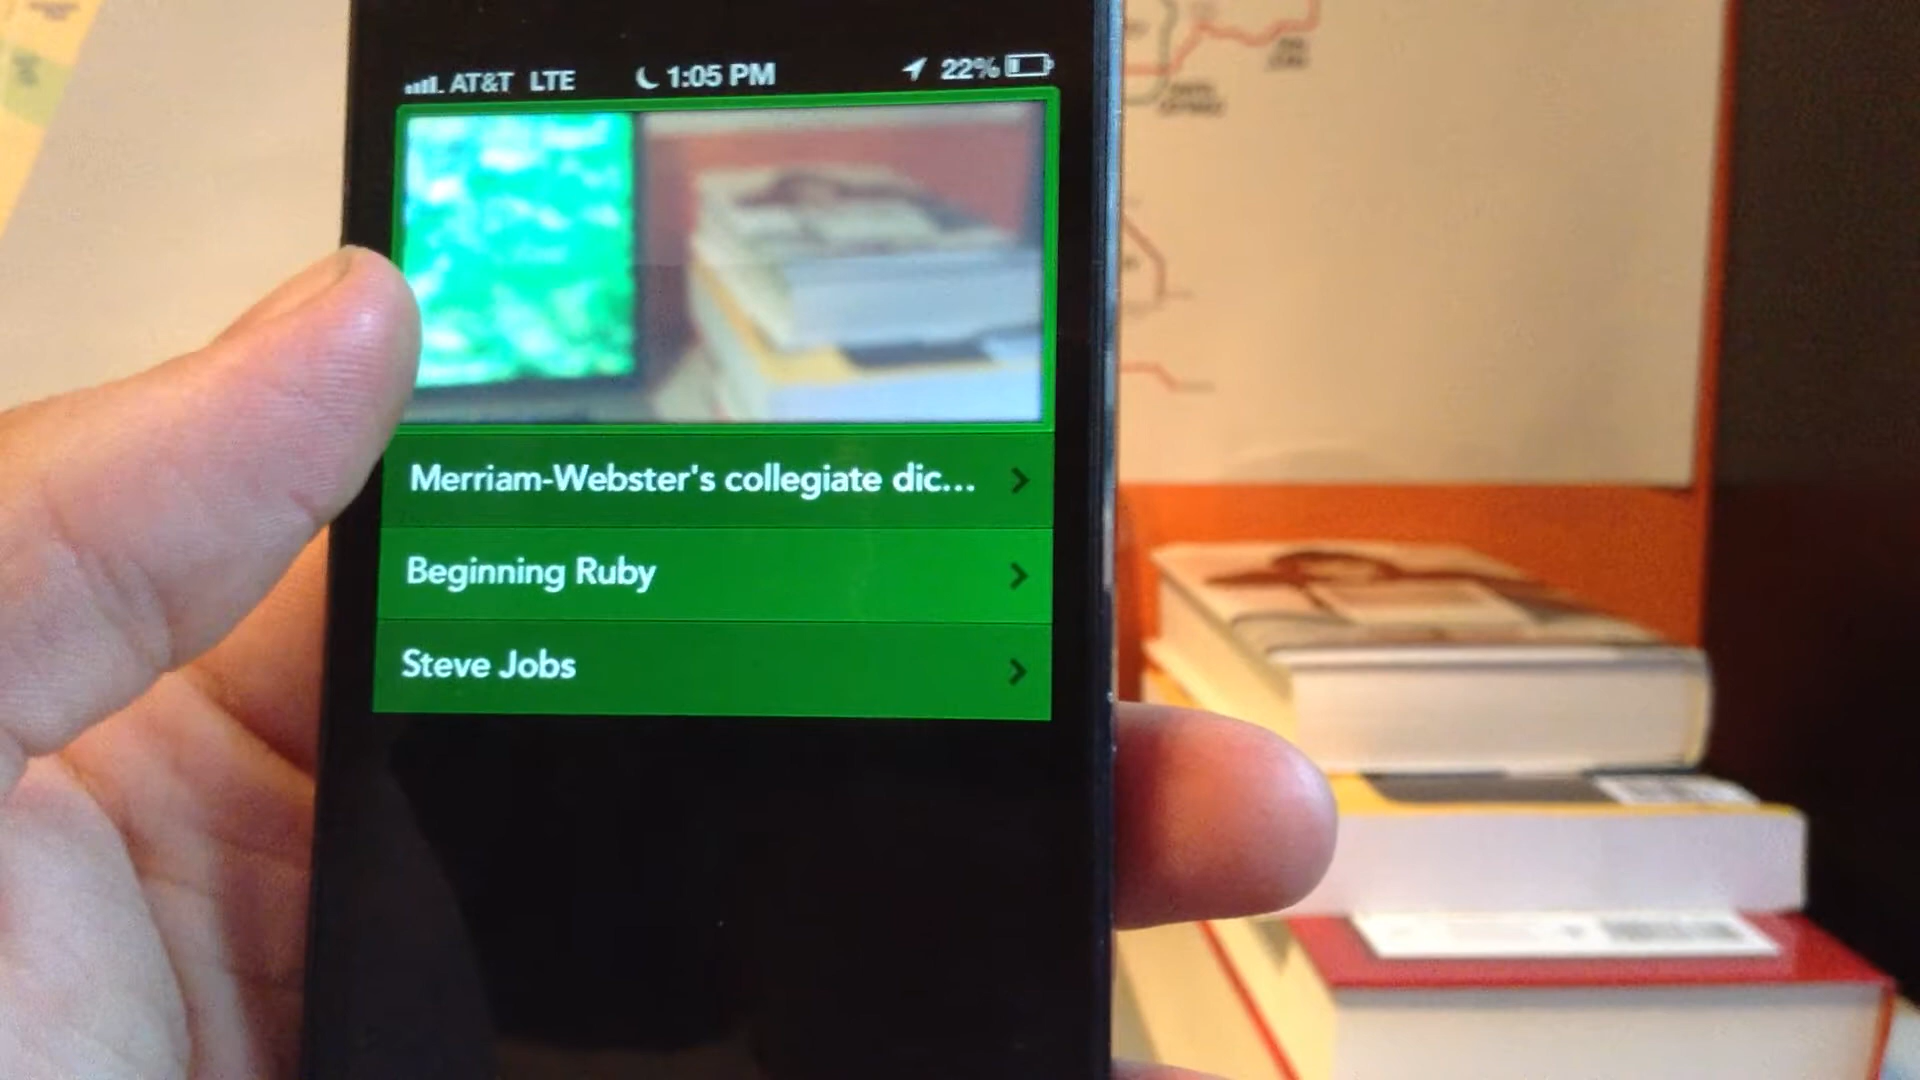 AT&T LTE 1:05 PM 22%
Merriam-Webster's collegiate dic...
Beginning Ruby
Steve Jobs